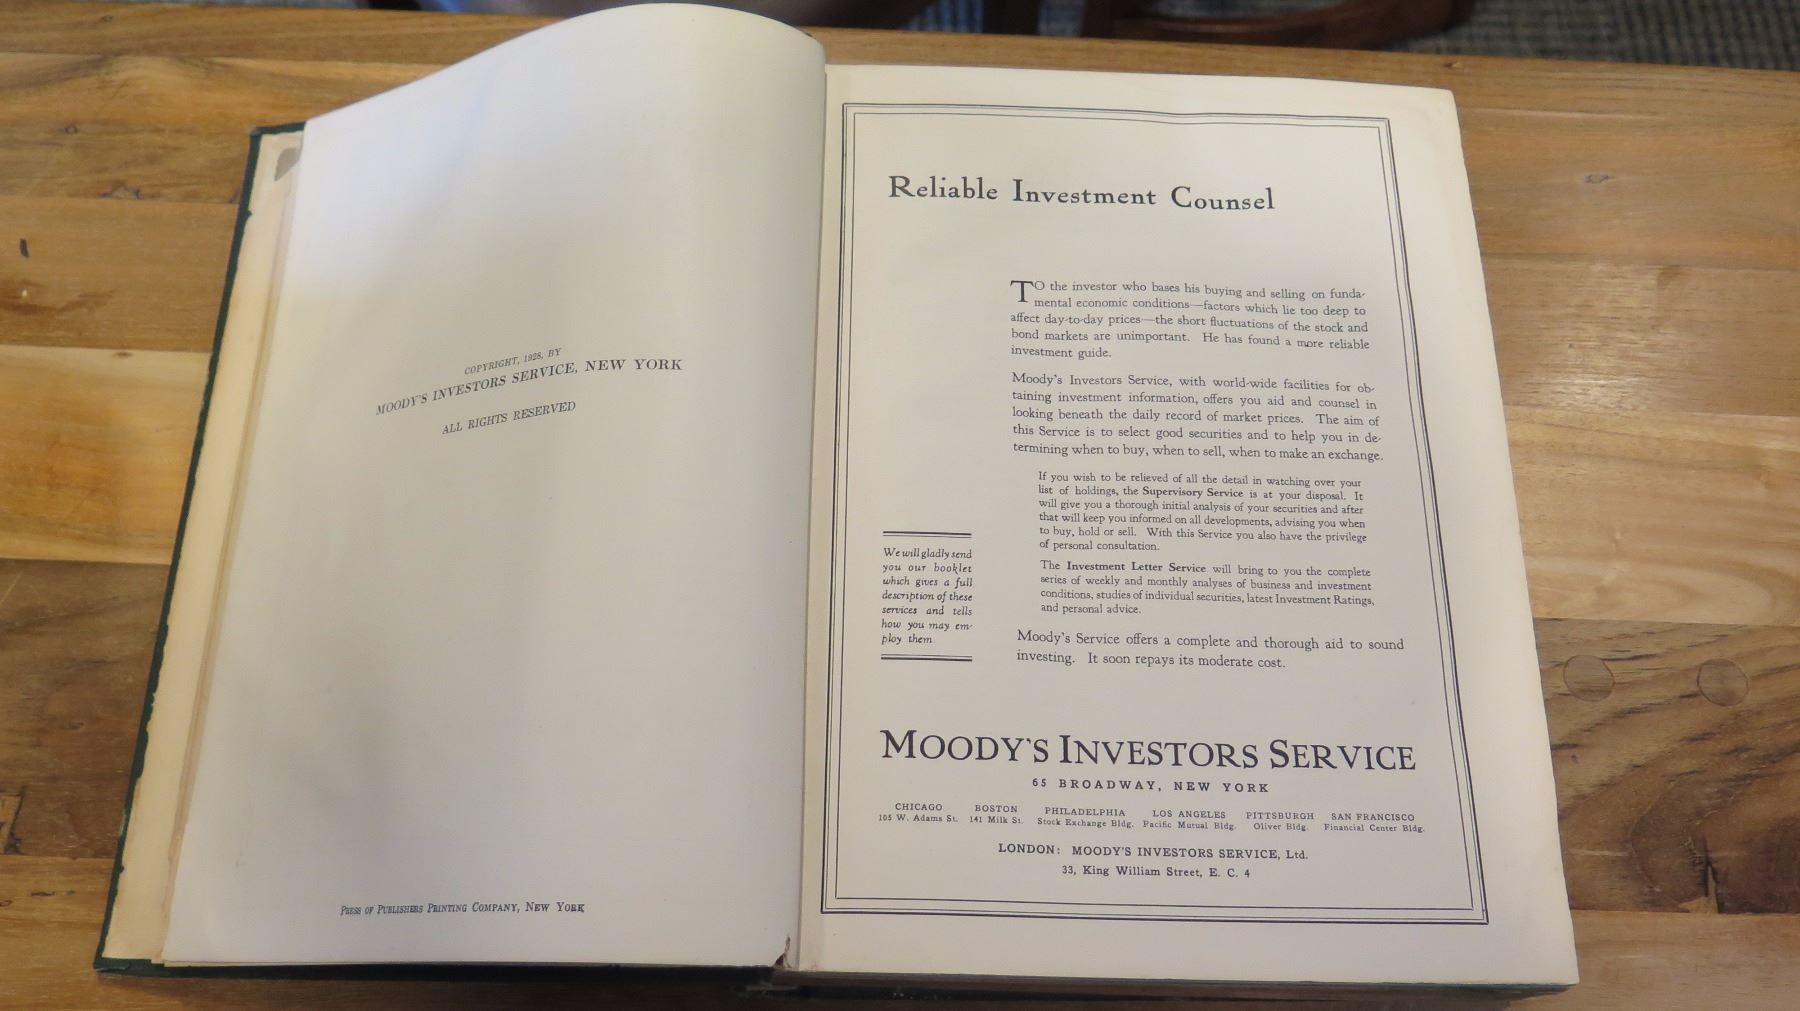 COPYRIGHT, 1928, BY
MOODY'S INVESTORS SERVICE, NEW YORK
ALL RIGHTS RESERVED
PRESS OF PUBLISHERS PRINTING COMPANY, NEW YORK
Reliable Investment Counsel
TO the investor who bases his buying and selling on funda-
mental economic conditions—factors which lie too deep to
affect day-to-day prices—the short fluctuations of the stock and
bond markets are unimportant. He has found a more reliable
investment guide.
Moody's Investors Service, with world-wide facilities for ob-
taining investment information, offers you aid and counsel in
looking beneath the daily record of market prices. The aim of
this Service is to select good securities and to help you in de-
termining when to buy, when to sell, when to make an exchange.
If you wish to be relieved of all the detail in watching over your
list of holdings, the Supervisory Service is at your disposal. It
will give you a thorough initial analysis of your securities and after
that will keep you informed on all developments, advising you when
to buy, hold or sell. With this Service you also have the privilege
of personal consultation.
The Investment Letter Service will bring to you the complete
series of weekly and monthly analyses of business and investment
conditions, studies of individual securities, latest Investment Ratings,
and personal advice.
We will gladly send
you our booklet
which gives a full
description of these
services and tells
how you may em-
ploy them
Moody's Service offers a complete and thorough aid to sound
investing. It soon repays its moderate cost.
MOODY'S INVESTORS SERVICE
65 BROADWAY, NEW YORK
CHICAGO BOSTON PHILADELPHIA LOS ANGELES PITTSBURGH SAN FRANCISCO
105 W. Adams St. 141 Milk St. Stock Exchange Bldg. Pacific Mutual Bldg. Oliver Bldg. Financial Center Bldg.
LONDON: MOODY'S INVESTORS SERVICE, Ltd.
33, King William Street, E. C. 4